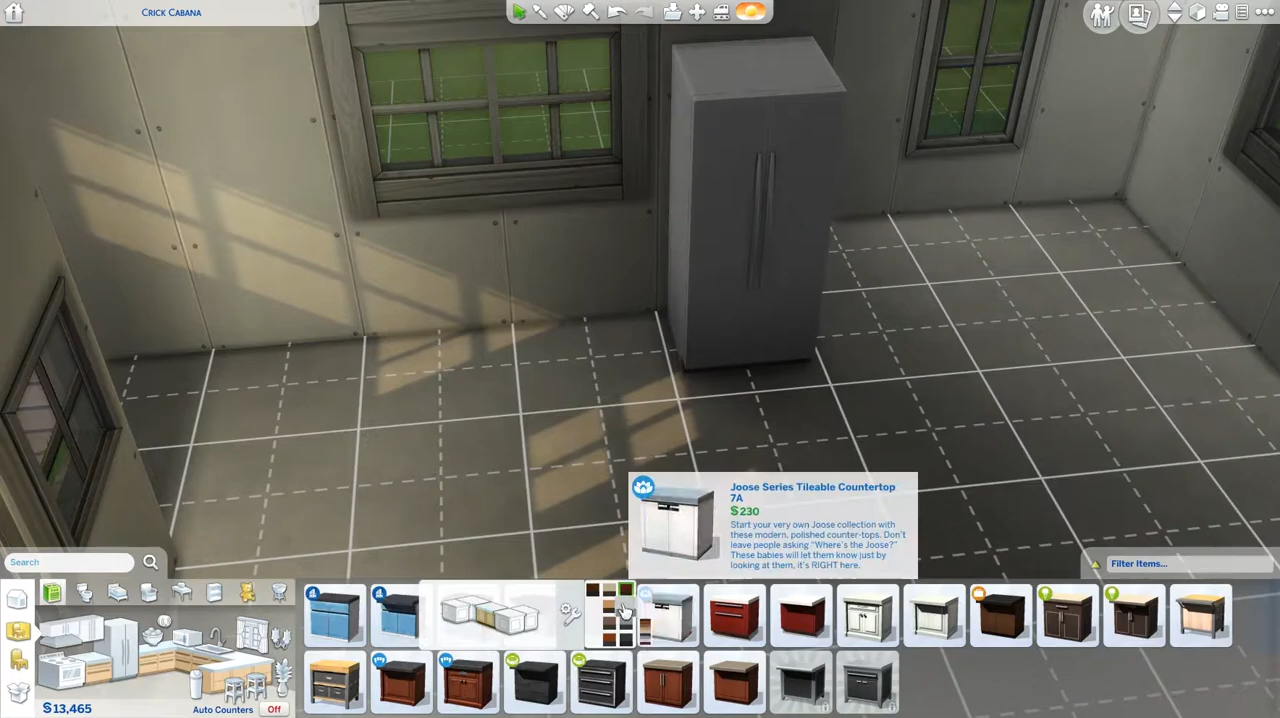 Crick Cabana
Joose Series Tileable Countertop
7A
§230
Start your very own Joose collection with
these modern, polished counter-tops. Don't
leave people asking "Where's the Joose?"
These babies will let them know just by
looking at them, it's RIGHT here.
Search
Filter Items...
§13,465
Auto Counters
Off